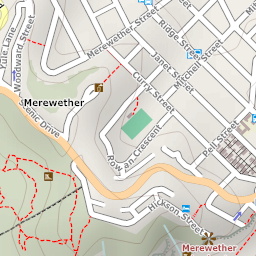 Yule Lane
Woodward Street
Merewether Street
Ridge Street
Janet Street
Mitchell Street
Curry Street
Merewether
Scenic Drive
Pell Street
Rowan Crescent
Hickson Street
Merewether